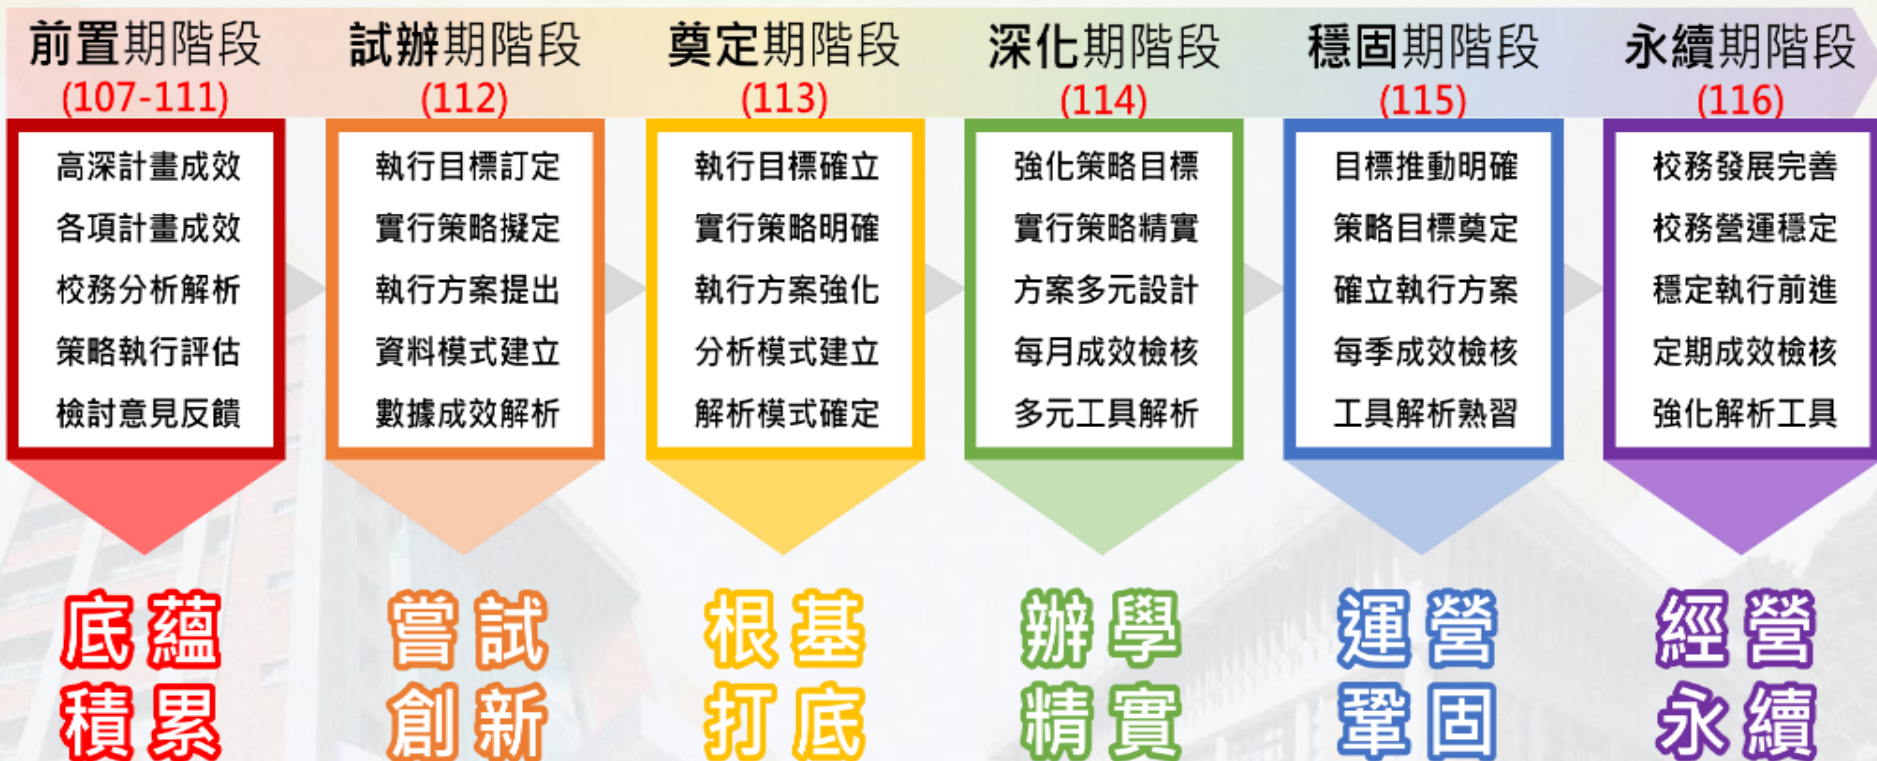 前置期階段
(107-111)
高深計畫成效
各項計畫成效
校務分析解析
策略執行評估
檢討意見反饋
底蘊
積累
試辦期階段
(112)
執行目標訂定
實行策略擬定
執行方案提出
資料模式建立
數據成效解析
嘗試
創新
奠定期階段
(113)
執行目標確立
實行策略明確
執行方案強化
分析模式建立
解析模式確定
根基
打底
深化期階段
(114)
強化策略目標
實行策略精實
方案多元設計
每月成效檢核
多元工具解析
辦學
精實
穩固期階段
(115)
目標推動明確
策略目標奠定
確立執行方案
每季成效檢核
工具解析熟習
運營
鞏固
永續期階段
(116)
校務發展完善
校務營運穩定
穩定執行前進
定期成效檢核
強化解析工具
經營
永續